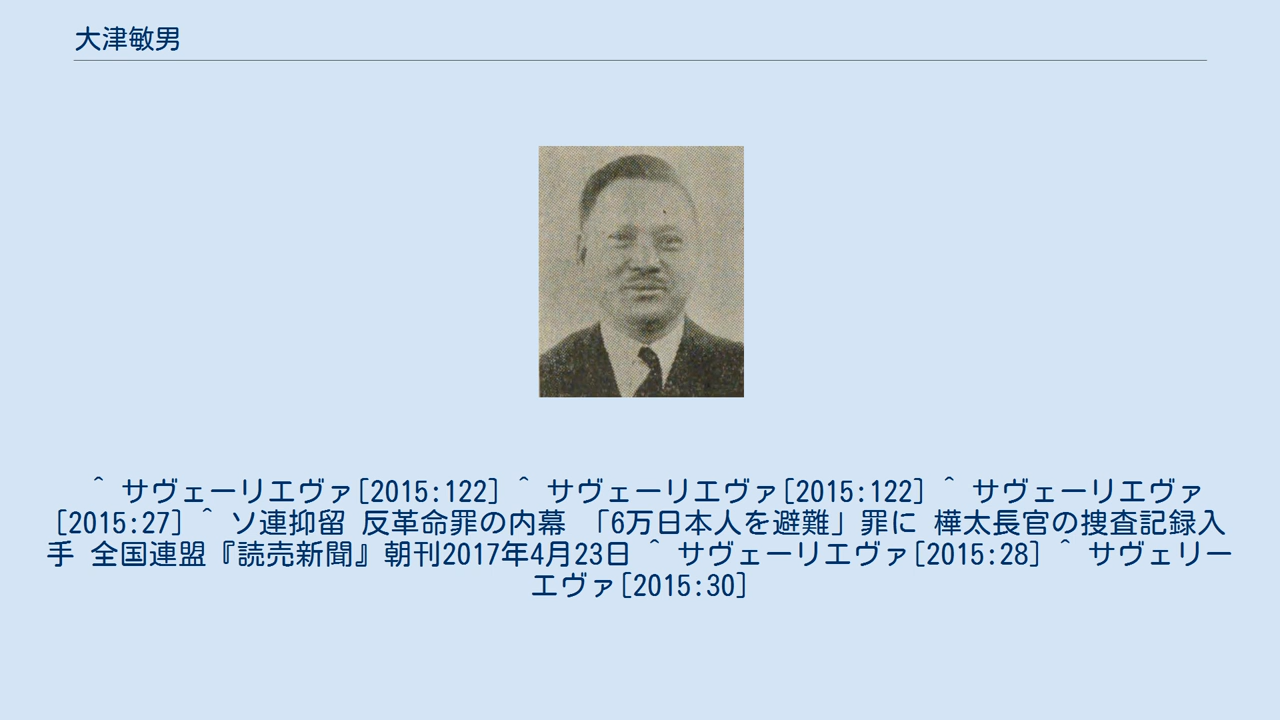 大津敏男
^ サヴェーリエヴァ[2015:122] ^ サヴェーリエヴァ[2015:122] ^ サヴェーリエヴァ
[2015:27] ^ ソ連抑留 反革命罪の内幕 「6万日本人を避難」罪に 樺太長官の捜査記録入
手 全国連盟『読売新聞』朝刊2017年4月23日 ^ サヴェーリエヴァ[2015:28] ^ サヴェリー
エヴァ[2015:30]